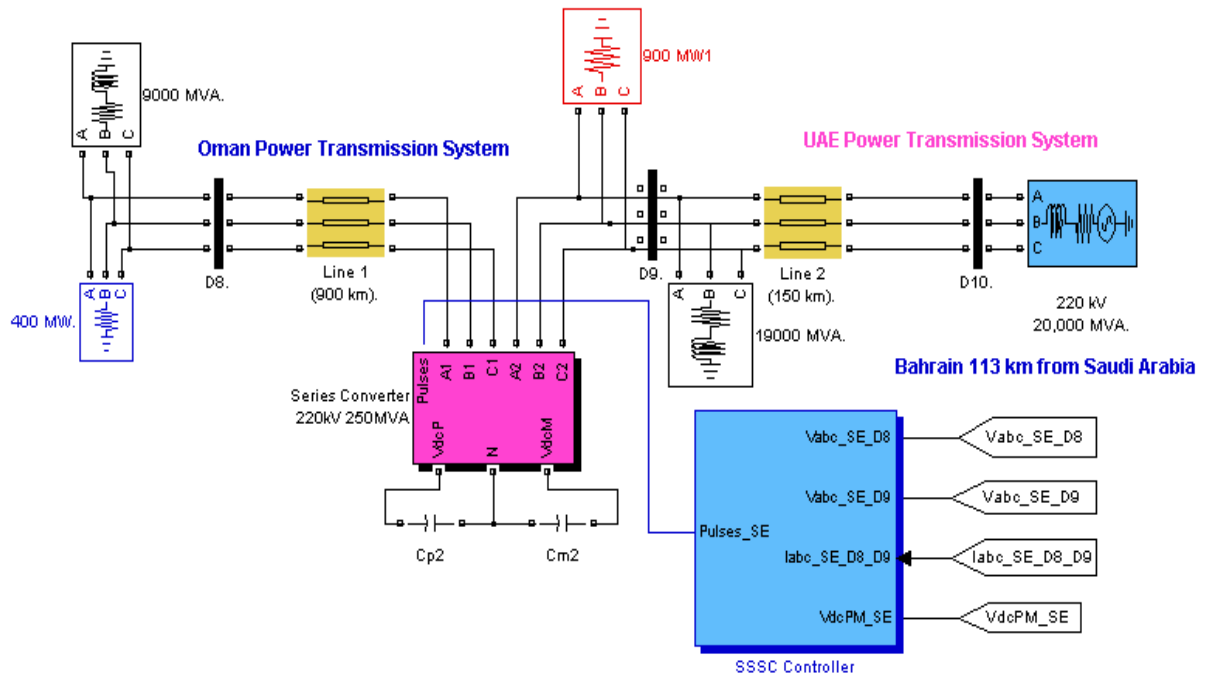 9000 MVA.
A B C
Oman Power Transmission System
900 MW1
A B C
UAE Power Transmission System
D8.
Line 1
(900 km).
D9.
Line 2
(150 km).
D10.
A
B
C
220 kV
20,000 MVA.
A B C
400 MW.
A B C
19000 MVA.
Bahrain 113 km from Saudi Arabia
Series Converter
220kV 250MVA
Pulses
A1
B1
C1
A2
B2
C2
VdcP
N
VdcM
Cp2
Cm2
Vabc_SE_D8
Vabc_SE_D8
Vabc_SE_D9
Vabc_SE_D9
Pulses_SE
Iabc_SE_D8_D9
Iabc_SE_D8_D9
VdcPM_SE
VdcPM_SE
SSSC Controller